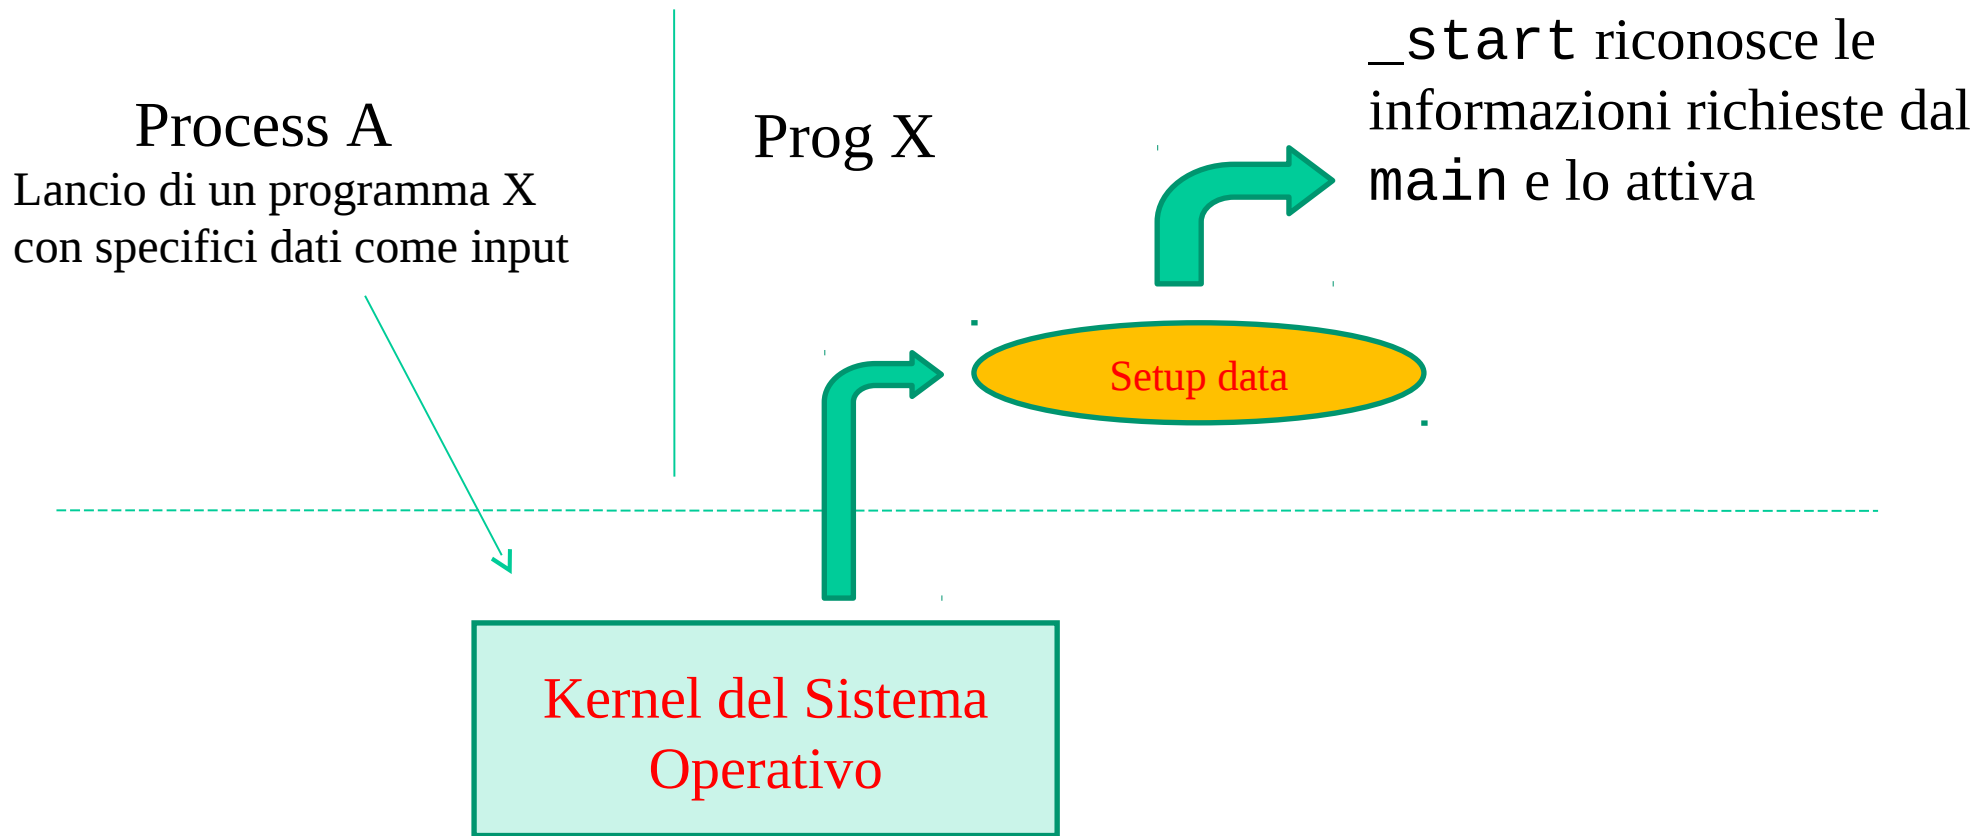 Process A
Lancio di un programma X
con specifici dati come input
Prog X
_start riconosce le
informazioni richieste dal
main e lo attiva
Setup data
Kernel del Sistema
Operativo